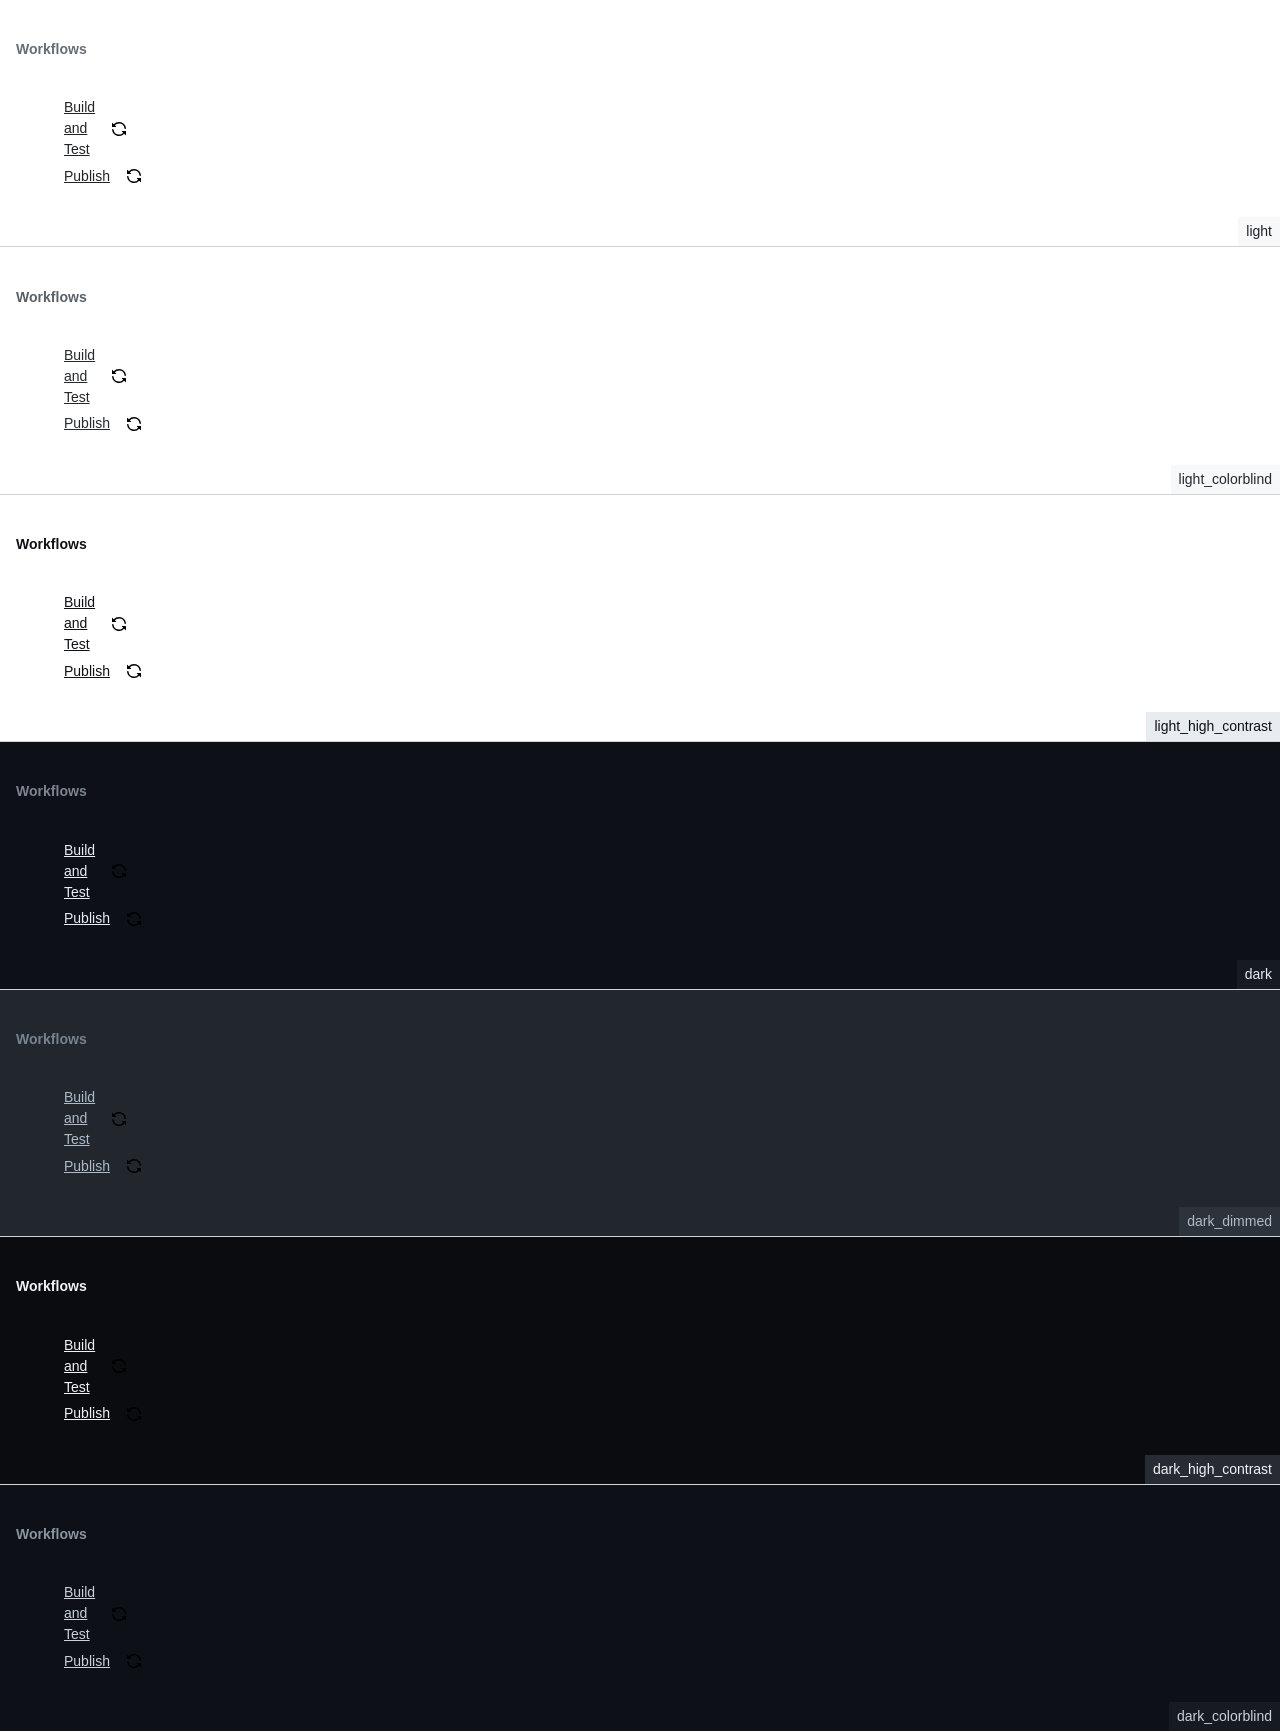 Workflows
Build
and
Test
Publish
light
Workflows
Build
and
Test
Publish
light_colorblind
Workflows
Build
and
Test
Publish
light_high_contrast
Workflows
Build
and
Test
Publish
dark
Workflows
Build
and
Test
Publish
dark_dimmed
Workflows
Build
and
Test
Publish
dark_high_contrast
Workflows
Build
and
Test
Publish
dark_colorblind